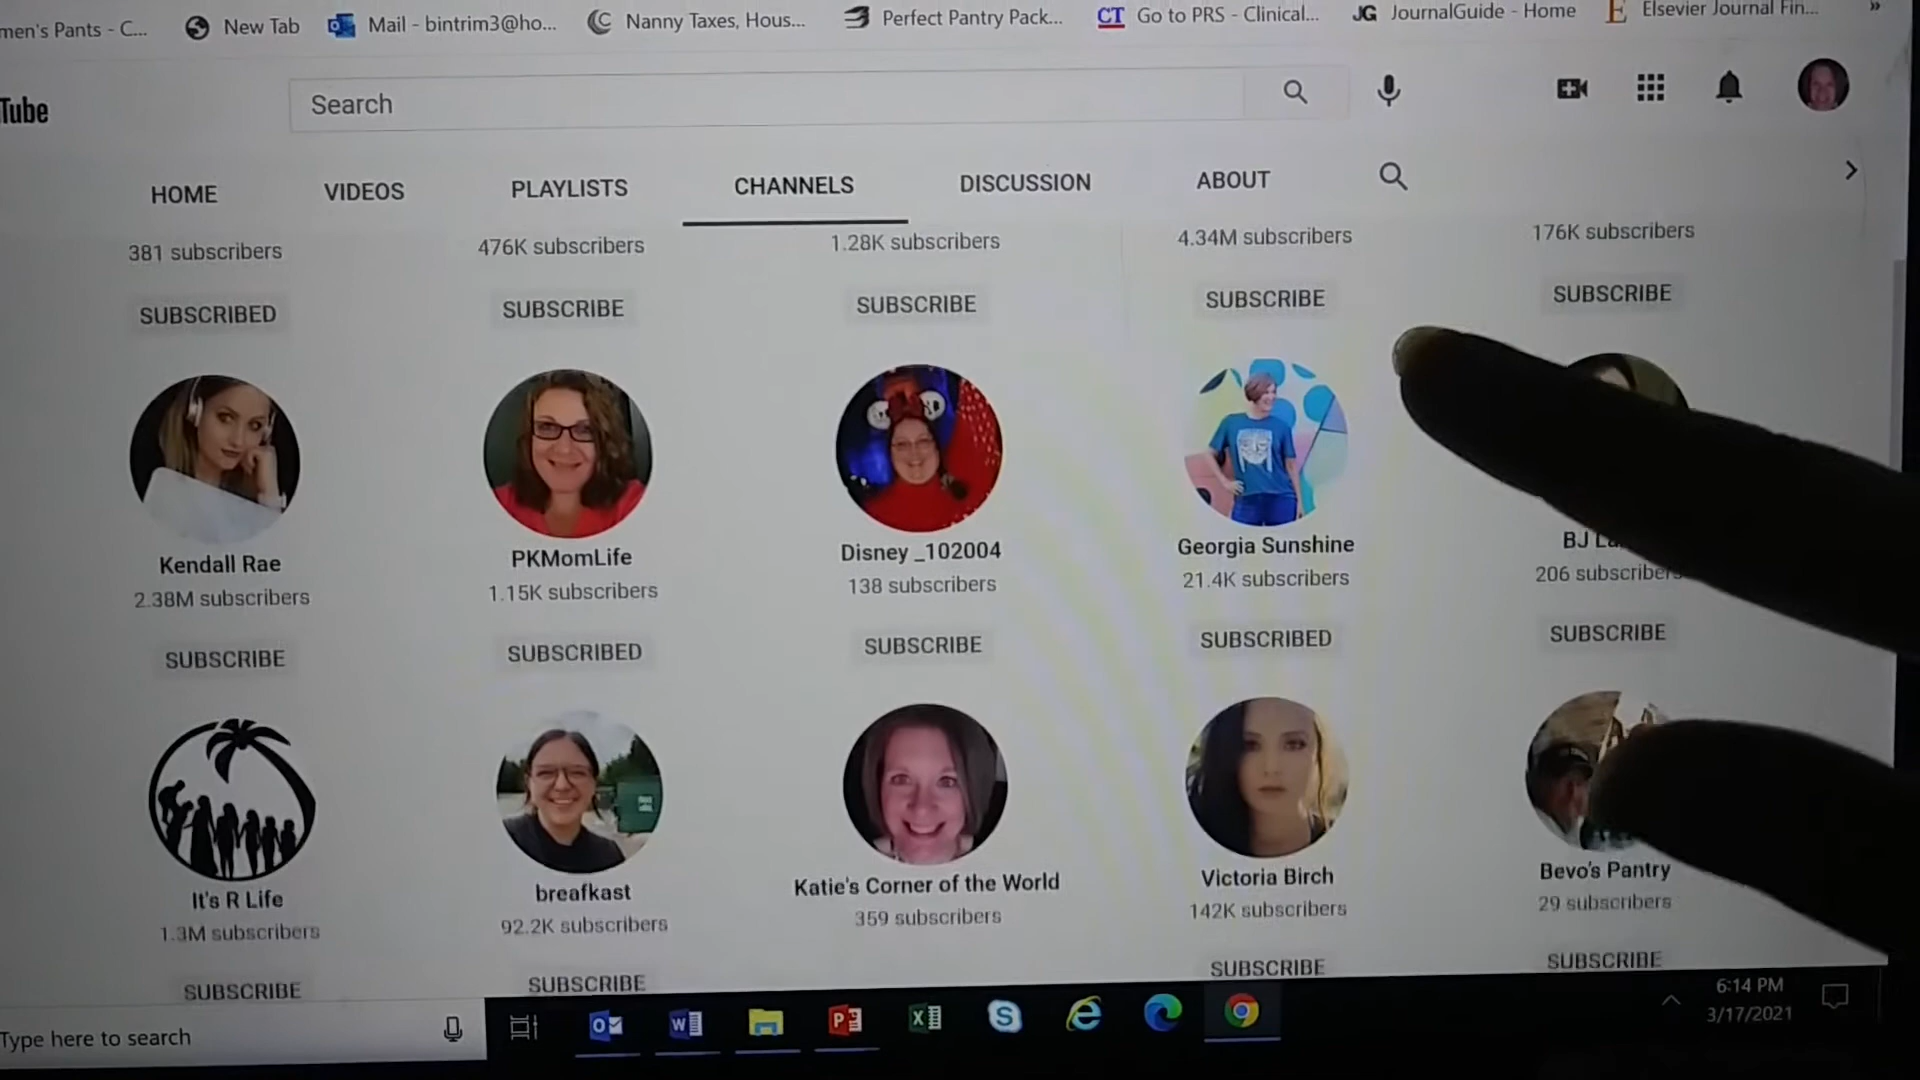 men's Pants - C... New Tab Mail - bintrim3@ho... Nanny Taxes, Hous... Perfect Pantry Pack... CT Go to PRS - Clinical... JG JournalGuide - Home E Elsevier Journal Fin... »
Tube Search
HOME VIDEOS PLAYLISTS CHANNELS DISCUSSION ABOUT
381 subscribers 476K subscribers 1.28K subscribers 4.34M subscribers 176K subscribers
SUBSCRIBED SUBSCRIBE SUBSCRIBE SUBSCRIBE SUBSCRIBE
Kendall Rae PKMomLife Disney _102004 Georgia Sunshine BJ
2.38M subscribers 1.15K subscribers 138 subscribers 21.4K subscribers 206 subscribers
SUBSCRIBE SUBSCRIBED SUBSCRIBE SUBSCRIBED SUBSCRIBE
It's R Life breafkast Katie's Corner of the World Victoria Birch Bevo's Pantry
1.3M subscribers 92.2K subscribers 359 subscribers 142K subscribers 29 subscribers
SUBSCRIBE SUBSCRIBE SUBSCRIBE SUBSCRIBE
Type here to search 6:14 PM
3/17/2021